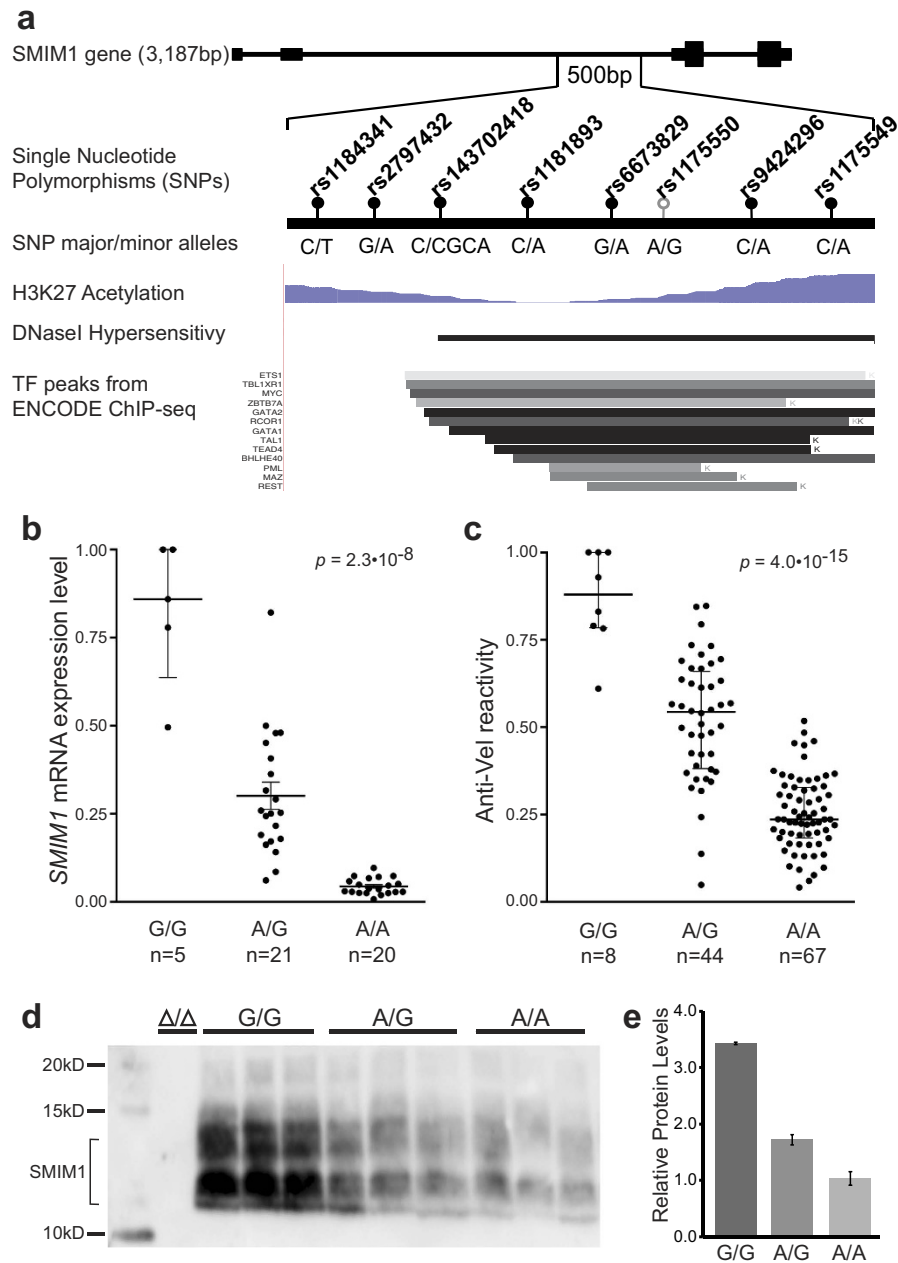 a
SMIM1 gene (3,187bp)
500bp
Single Nucleotide
Polymorphisms (SNPs)
rs1184341
rs2797432
rs143702418
rs1181893
rs6673829
rs1175550
rs9424296
rs1175549
SNP major/minor alleles
C/T G/A C/CGCA C/A G/A A/G C/A C/A
H3K27 Acetylation
DNaseI Hypersensitivy
TF peaks from
ENCODE ChIP-seq
ETS1 K
TBL1XR1
MYC
ZBTB7A K
GATA2
RCOR1 KK
GATA1
TAL1 K
TEAD4 K
BHLHE40
PML K
MAZ K
REST K
b
SMIM1 mRNA expression level
p = 2.3•10-8
1.00
0.75
0.50
0.25
0.00
G/G A/G A/A
n=5 n=21 n=20
c
Anti-Vel reactivity
p = 4.0•10-15
1.00
0.75
0.50
0.25
0.00
G/G A/G A/A
n=8 n=44 n=67
d
Δ/Δ G/G A/G A/A
20kD
15kD
SMIM1
10kD
e
Relative Protein Levels
4.0
3.0
2.0
1.0
0.0
G/G A/G A/A